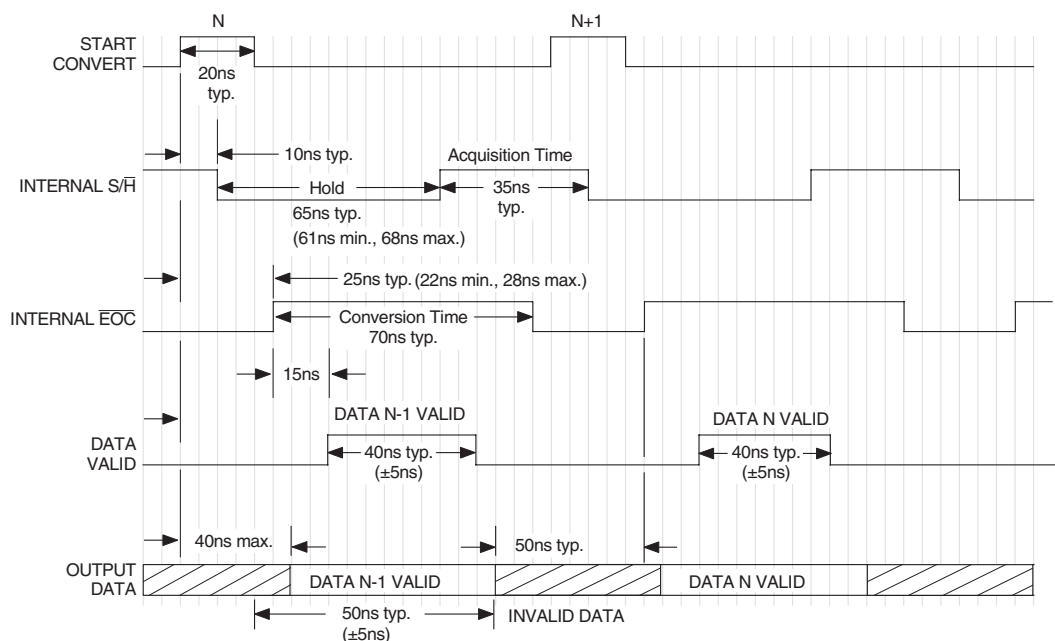 N
N+1
START
CONVERT
20ns
typ.
10ns typ.
Acquisition Time
INTERNAL S/H̅
Hold
35ns
typ.
65ns typ.
(61ns min., 68ns max.)
25ns typ. (22ns min., 28ns max.)
INTERNAL E̅O̅C̅
Conversion Time
70ns typ.
15ns
DATA N-1 VALID
DATA N VALID
DATA
VALID
40ns typ.
(±5ns)
40ns typ.
(±5ns)
40ns max.
50ns typ.
OUTPUT
DATA
DATA N-1 VALID
DATA N VALID
50ns typ.
(±5ns)
INVALID DATA